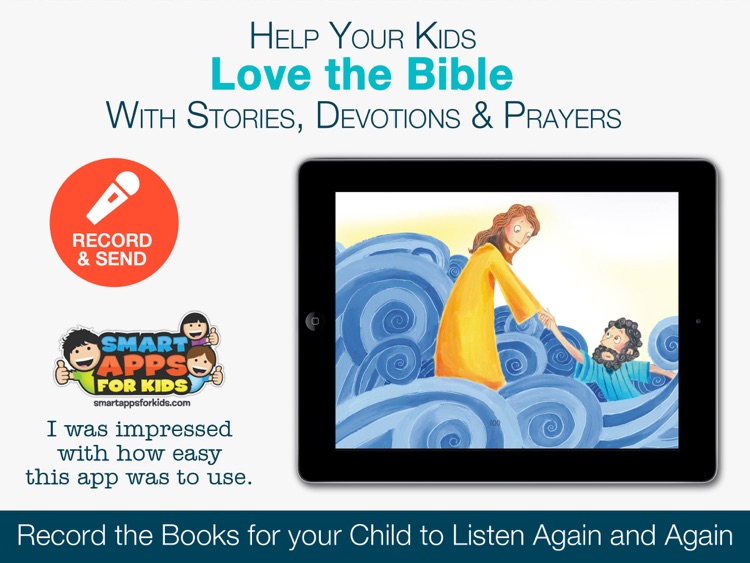 Help Your Kids
Love the Bible
With Stories, Devotions & Prayers
RECORD
& SEND
SMART
APPS
FOR KIDS
smartappsforkids.com
I was impressed
with how easy
this app was to use.
100
Record the Books for your Child to Listen Again and Again